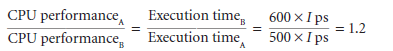 CPU performance_A / CPU performance_B = Execution time_B / Execution time_A = 600 × I ps / 500 × I ps = 1.2